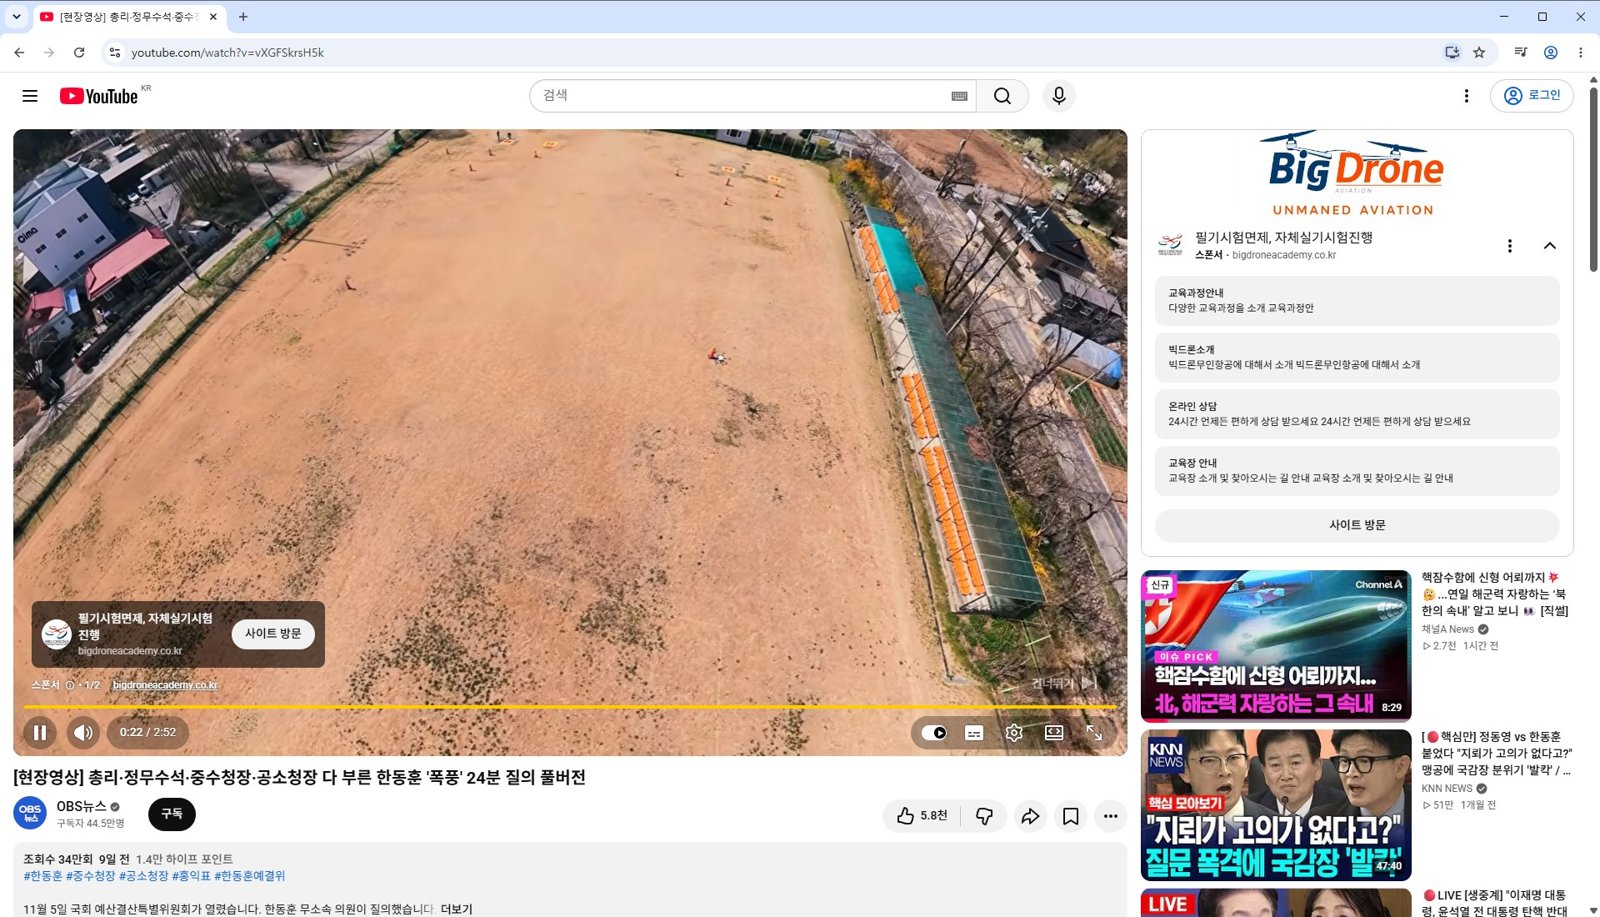 [현장영상] 총리·정무수석·중수청
youtube.com/watch?v=vXGFSkrsH5k
YouTube KR
검색
로그인
cima
필기시험면제, 자체실기시험
진행
bigdroneacademy.co.kr
사이트 방문
스폰서 · 1/2 bigdroneacademy.co.kr
건너뛰기
0:22 / 2:52
[현장영상] 총리·정무수석·중수청장·공소청장 다 부른 한동훈 '폭풍' 24분 질의 풀버전
OBS 뉴스
OBS뉴스
구독자 44.5만명
구독
5.8천
조회수 34만회 9일 전 1.4만 하이프 포인트
#한동훈 #중수청장 #공소청장 #홍익표 #한동훈예결위
11월 5일 국회 예산결산특별위원회가 열렸습니다. 한동훈 무소속 의원이 질의했습니다. 더보기
Big Drone
AVIATION
UNMANED AVIATION
필기시험면제, 자체실기시험진행
스폰서 · bigdroneacademy.co.kr
교육과정안내
다양한 교육과정을 소개 교육과정안
빅드론소개
빅드론무인항공에 대해서 소개 빅드론무인항공에 대해서 소개
온라인 상담
24시간 언제든 편하게 상담 받으세요 24시간 언제든 편하게 상담 받으세요
교육장 안내
교육장 소개 및 찾아오시는 길 안내 교육장 소개 및 찾아오시는 길 안내
사이트 방문
신규
Channel A
이슈 PICK
핵잠수함에 신형 어뢰까지...
北, 해군력 자랑하는 그 속내
8:29
핵잠수함에 신형 어뢰까지💥
🤔...연일 해군력 자랑하는 ‘북
한의 속내’ 알고 보니 👀 [직썰]
채널A News
2.7천 1시간 전
KNN NEWS
핵심 모아보기
"지뢰가 고의가 없다고?"
질문 폭격에 국감장 '발칵'
47:40
[🔴핵심만] 정동영 vs 한동훈
붙었다 "지뢰가 고의가 없다고?"
맹공에 국감장 분위기 '발칵' / ...
KNN NEWS
51만 1개월 전
LIVE
🔴LIVE [생중계] "이재명 대통
령, 윤석열 전 대통령 탄핵 반대